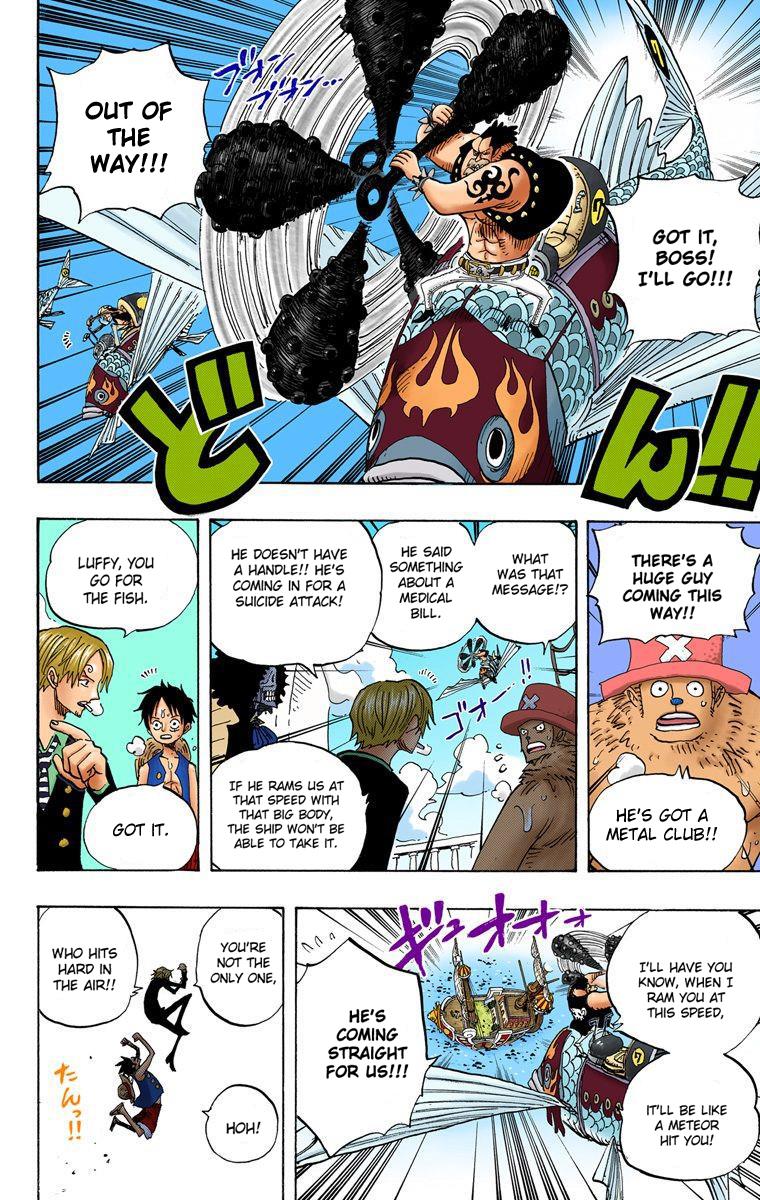 GOT IT,
BOSS!
I'LL GO!!!
OUT OF
THE
WAY!!!
ブオン
ブオン…
どん!!
THERE'S A
HUGE GUY
COMING THIS
WAY!!
HE'S GOT A
METAL CLUB!!
WHAT
WAS THAT
MESSAGE!?
HE SAID
SOMETHING
ABOUT A
MEDICAL
BILL.
HE DOESN'T HAVE
A HANDLE!! HE'S
COMING IN FOR A
SUICIDE ATTACK!
ゴオー…!!
IF HE RAMS US
AT THAT SPEED WITH
THAT BIG BODY,
THE SHIP WON'T BE
ABLE TO TAKE IT.
LUFFY, YOU
GO FOR
THE FISH.
GOT IT.
ギュオオオォ
I'LL HAVE YOU
KNOW, WHEN I
RAM YOU AT
THIS SPEED,
IT'LL BE LIKE
A METEOR
HIT YOU!
HE'S
COMING
STRAIGHT
FOR US!!!
YOU'RE
NOT THE
ONLY ONE,
WHO HITS
HARD IN
THE AIR!!
HOH!
たんっ!!